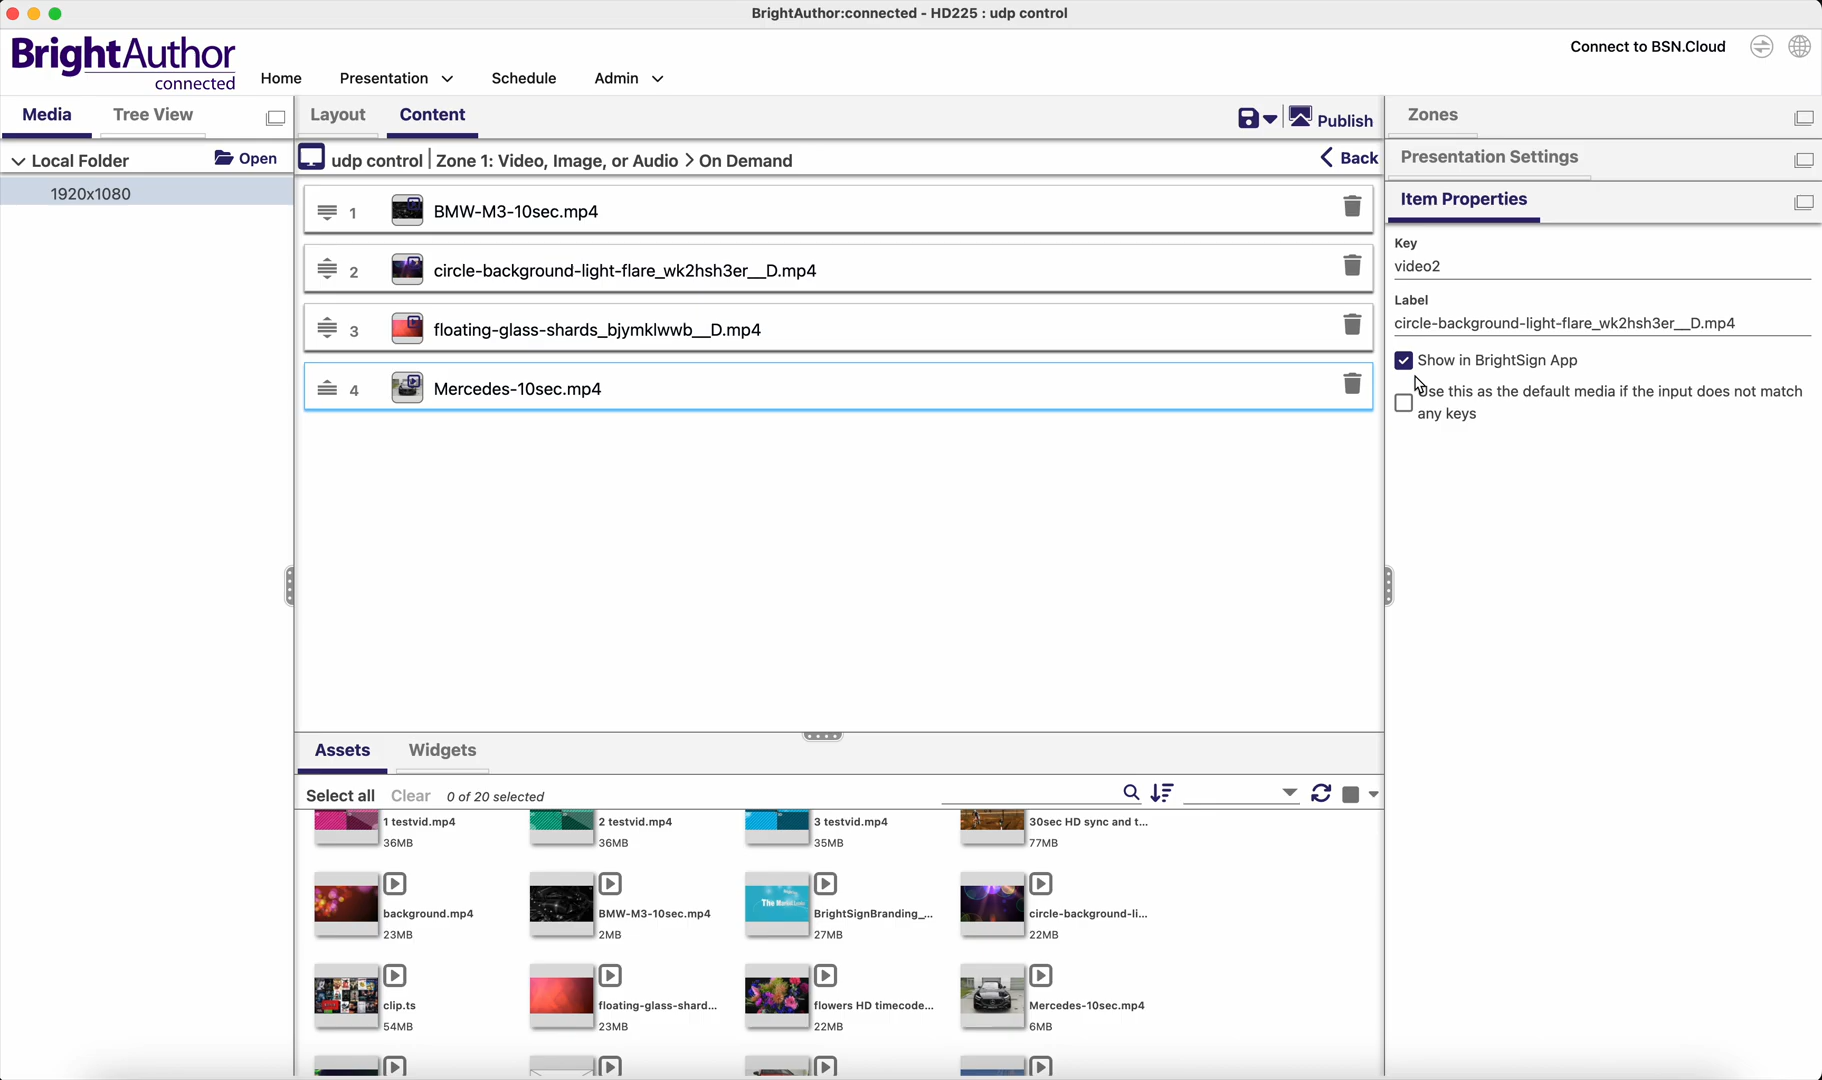 BrightAuthor:connected - HD225 : udp control
BrightAuthor
connected
Home
Presentation
Schedule
Admin
Connect to BSN.Cloud
Media
Tree View
Layout
Content
Publish
Zones
Local Folder
Open
udp control
Zone 1: Video, Image, or Audio
On Demand
Back
Presentation Settings
1920x1080
1
BMW-M3-10sec.mp4
Item Properties
2
circle-background-light-flare_wk2hsh3er__D.mp4
3
floating-glass-shards_bjymklwwb__D.mp4
4
Mercedes-10sec.mp4
Key
video2
Label
circle-background-light-flare_wk2hsh3er__D.mp4
Show in BrightSign App
Use this as the default media if the input does not match
any keys
Assets
Widgets
Select all
Clear
0 of 20 selected
1 testvid.mp4
36MB
2 testvid.mp4
36MB
3 testvid.mp4
35MB
30sec HD sync and t...
77MB
background.mp4
23MB
BMW-M3-10sec.mp4
2MB
BrightSignBranding_...
27MB
circle-background-li...
22MB
clip.ts
54MB
floating-glass-shard...
23MB
flowers HD timecode...
22MB
Mercedes-10sec.mp4
6MB